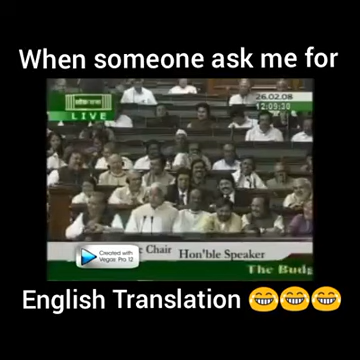 When someone ask me for
लोक सभा
LIVE
26.02.08
12:09:30
Created with
Vegas Pro 12
Chair
Hon'ble Speaker
The Budg
English Translation 😂😂😂